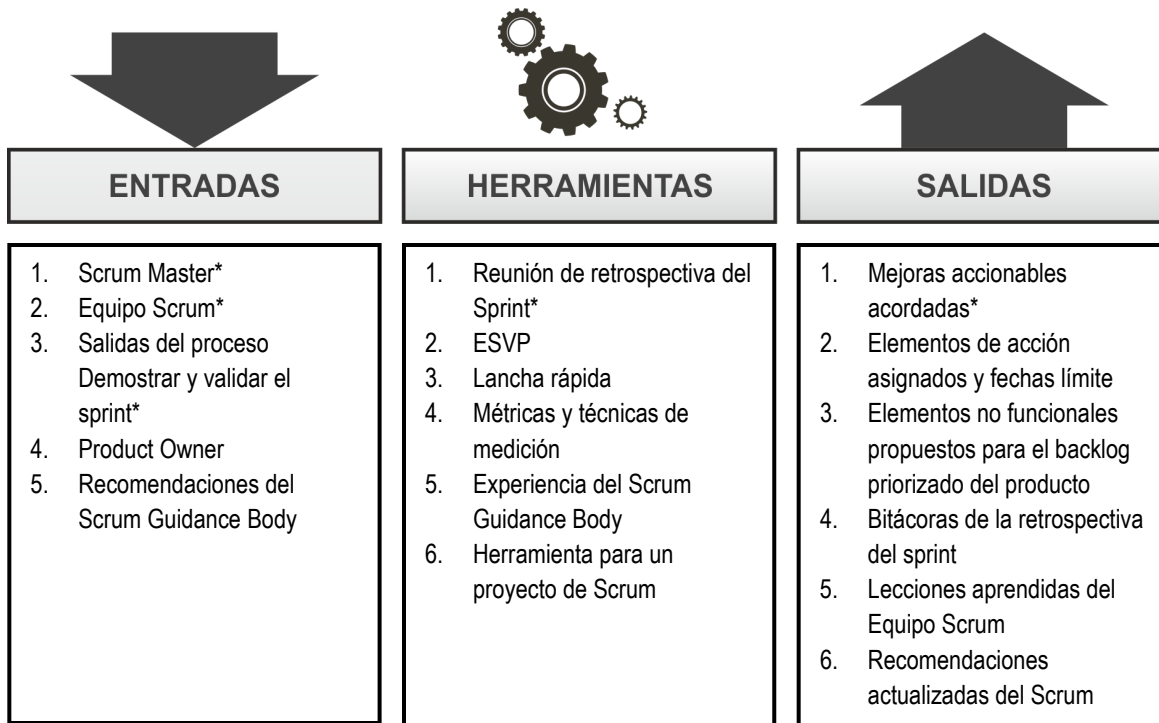 ENTRADAS
1. Scrum Master*
2. Equipo Scrum*
3. Salidas del proceso
Demostrar y validar el
sprint*
4. Product Owner
5. Recomendaciones del
Scrum Guidance Body
HERRAMIENTAS
1. Reunión de retrospectiva del
Sprint*
2. ESVP
3. Lancha rápida
4. Métricas y técnicas de
medición
5. Experiencia del Scrum
Guidance Body
6. Herramienta para un
proyecto de Scrum
SALIDAS
1. Mejoras accionables
acordadas*
2. Elementos de acción
asignados y fechas límite
3. Elementos no funcionales
propuestos para el backlog
priorizado del producto
4. Bitácoras de la retrospectiva
del sprint
5. Lecciones aprendidas del
Equipo Scrum
6. Recomendaciones
actualizadas del Scrum